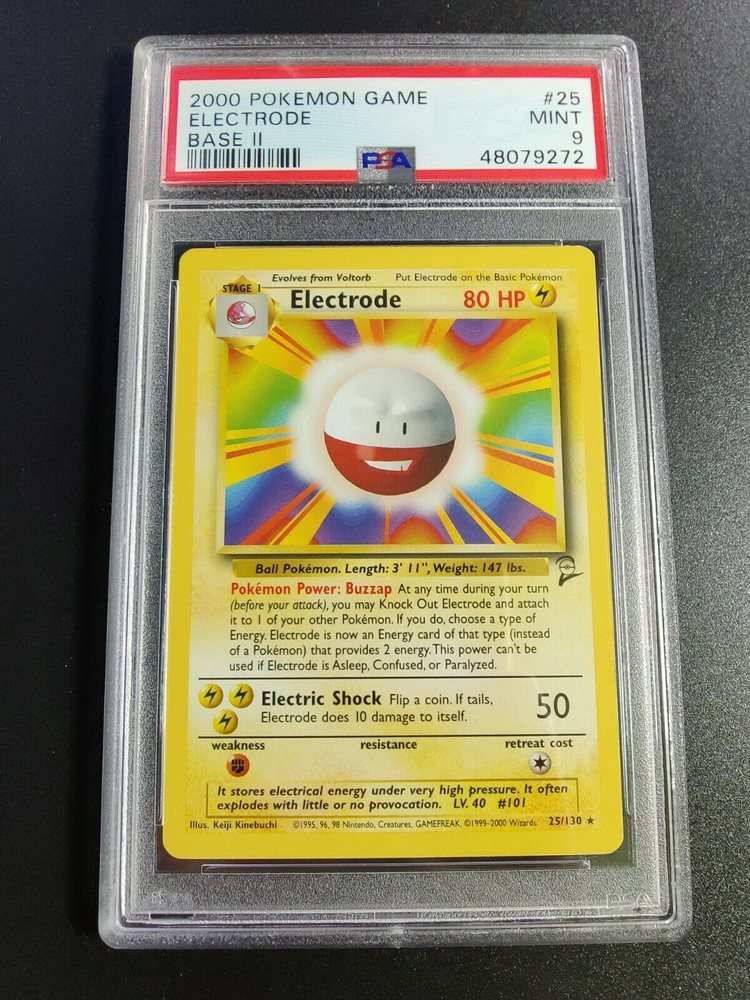 2000 POKEMON GAME #25
ELECTRODE MINT
BASE II 9
PSA 48079272
Evolves from Voltorb Put Electrode on the Basic Pokémon
STAGE 1
Electrode 80 HP
Ball Pokémon. Length: 3' 11", Weight: 147 lbs.
Pokémon Power: Buzzap At any time during your turn
(before your attack), you may Knock Out Electrode and attach
it to 1 of your other Pokémon. If you do, choose a type of
Energy. Electrode is now an Energy card of that type (instead
of a Pokémon) that provides 2 energy. This power can't be
used if Electrode is Asleep, Confused, or Paralyzed.
Electric Shock Flip a coin. If tails, 50
Electrode does 10 damage to itself.
weakness resistance retreat cost
It stores electrical energy under very high pressure. It often
explodes with little or no provocation. LV. 40 #101
Illus. Keiji Kinebuchi ©1995, 96, 98 Nintendo, Creatures, GAMEFREAK. ©1999-2000 Wizards. 25/130 ★
PSA